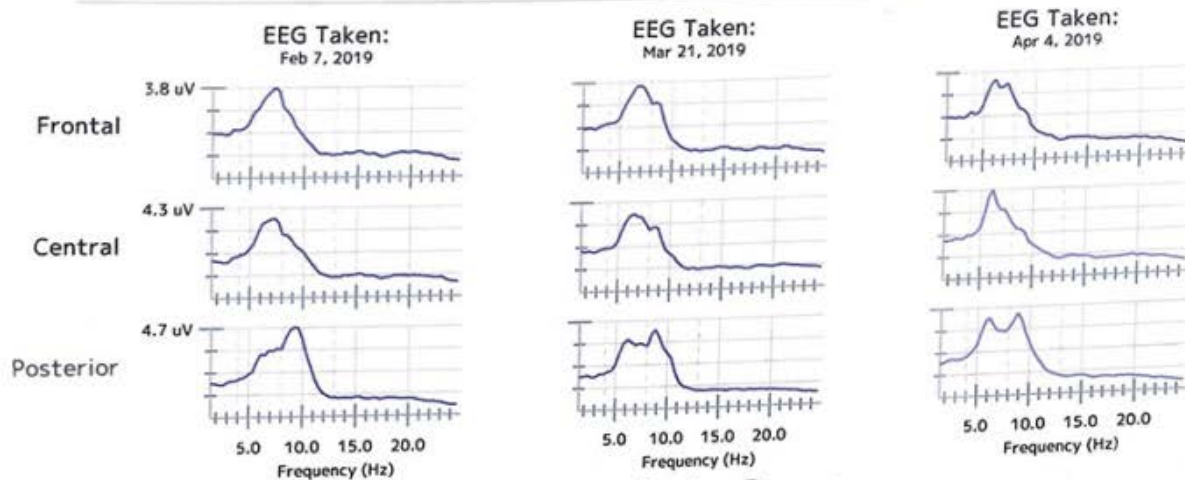 EEG Taken:
Feb 7, 2019
EEG Taken:
Mar 21, 2019
EEG Taken:
Apr 4, 2019
Frontal
3.8 uV
Central
4.3 uV
Posterior
4.7 uV
5.0 10.0 15.0 20.0
Frequency (Hz)
5.0 10.0 15.0 20.0
Frequency (Hz)
5.0 10.0 15.0 20.0
Frequency (Hz)